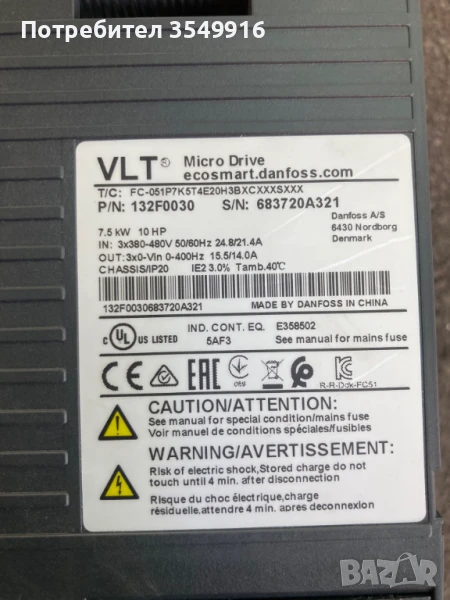 Потребител 3549916
VLT® Micro Drive
ecosmart.danfoss.com
T/C: FC-051P7K5T4E20H3BXCXXXSXXX
P/N: 132F0030 S/N: 683720A321
7.5 kW 10 HP
Danfoss A/S
6430 Nordborg
Denmark
IN: 3x380-480V 50/60Hz 24.8/21.4A
OUT: 3x0-Vin 0-400Hz 15.5/14.0A
CHASSIS/IP20 IE2 3.0% Tamb.40℃
132F0030683720A321 MADE BY DANFOSS IN CHINA
c UL US LISTED
IND. CONT. EQ. E358502
5AF3 See manual for mains fuse
CE EAC
R-R-Ddk-FC51
CAUTION/ATTENTION:
See manual for special condition/mains fuse
Voir manuel de conditions spéciales/fusibles
WARNING/AVERTISSEMENT:
Risk of electric shock,Stored charge do not
touch until 4 min. after disconnection
Risque du choc électrique,charge
résiduelle,attendre 4 min. apres deconnexion
BAZAR
bg